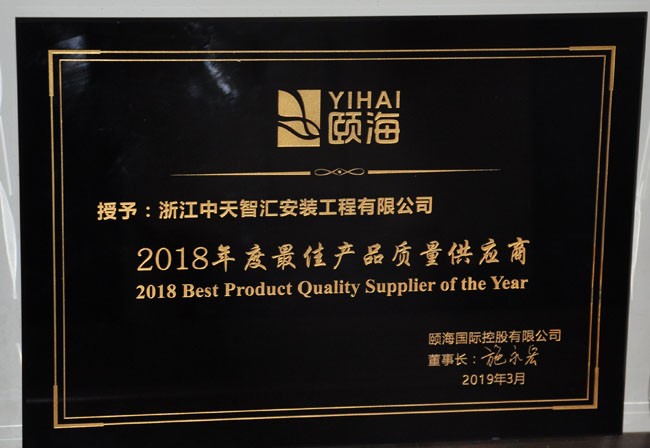 YIHAI
颐海
授予：浙江中天智汇安装工程有限公司
2018年度最佳产品质量供应商
2018 Best Product Quality Supplier of the Year
颐海国际控股有限公司
董事长：施永宏
2019年3月